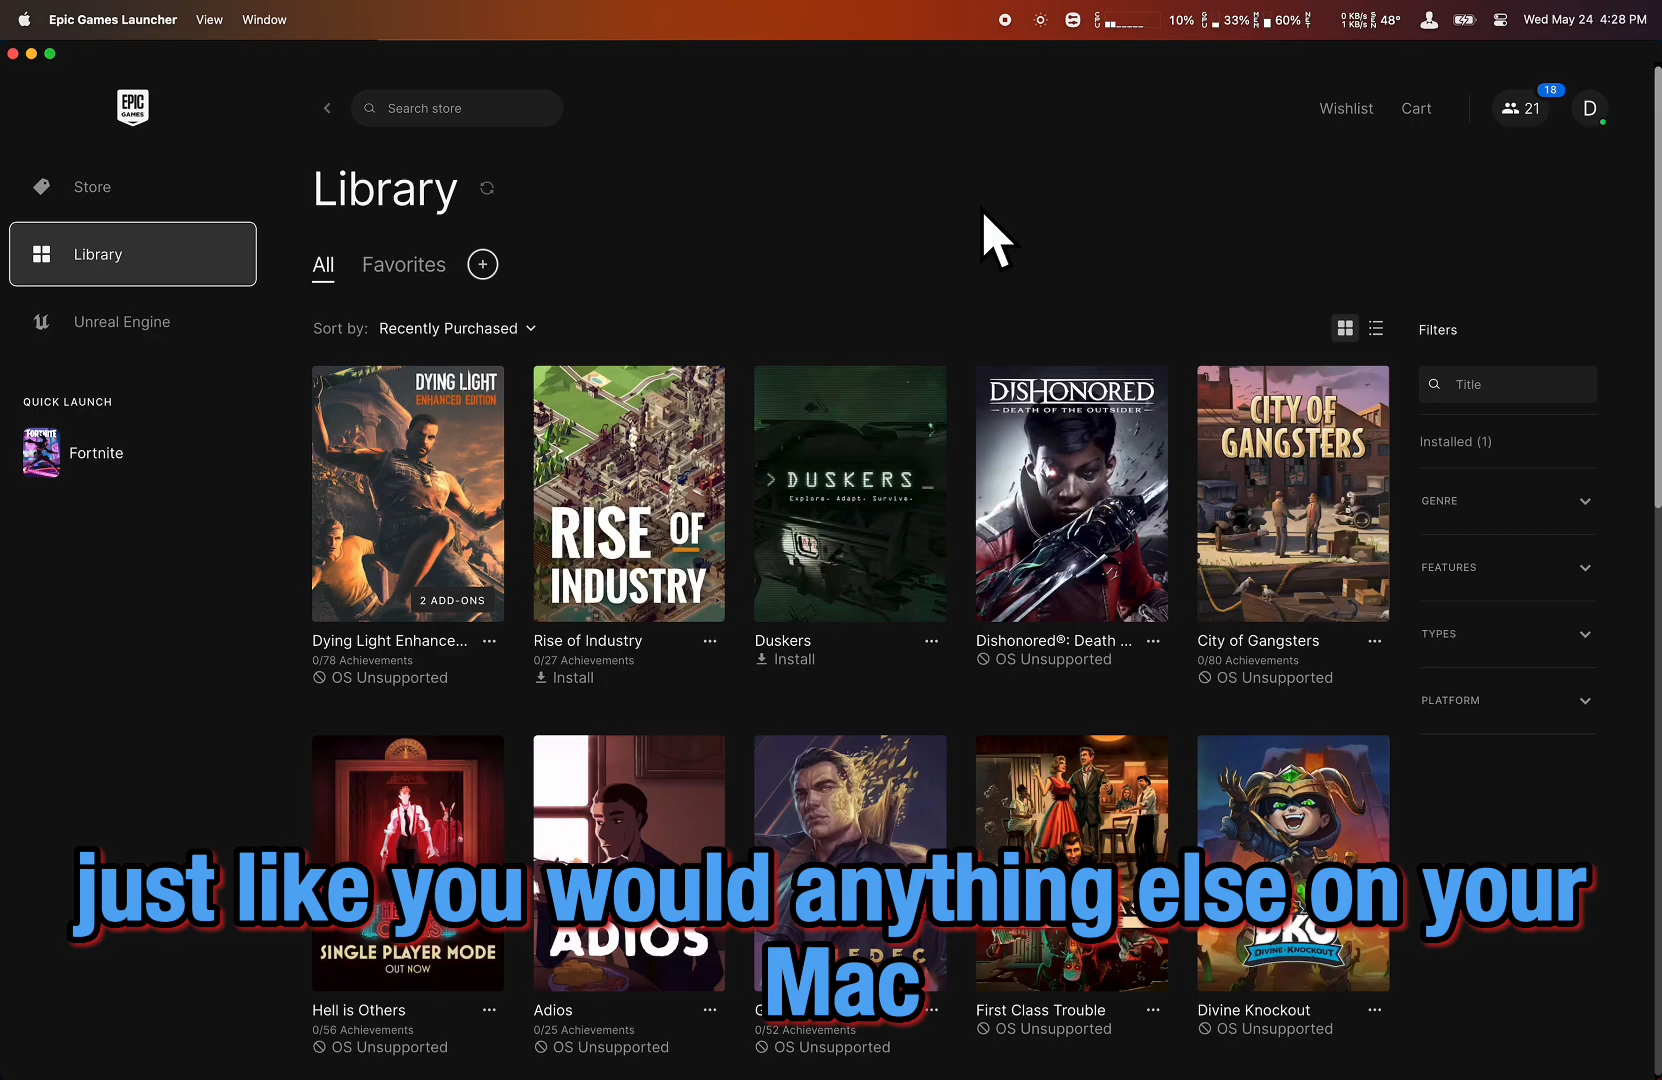 Epic Games Launcher View Window 10% 33% 60% 0 KB/s 1 KB/s 48° Wed May 24 4:28 PM
EPIC
GAMES
Search store
Wishlist Cart 21 18 D
Store
Library
Unreal Engine
QUICK LAUNCH
FORTNITE
Fortnite
Library
All Favorites +
Sort by: Recently Purchased
Filters
Title
Installed (1)
GENRE
FEATURES
TYPES
PLATFORM
DYING LIGHT
ENHANCED EDITION
2 ADD-ONS
RISE OF
INDUSTRY
> DUSKERS_
Explore. Adapt. Survive.
DISHONORED
DEATH OF THE OUTSIDER
CITY OF
GANGSTERS
Dying Light Enhance... ...
0/78 Achievements
OS Unsupported
Rise of Industry ...
0/27 Achievements
Install
Duskers ...
Install
Dishonored®: Death ... ...
OS Unsupported
City of Gangsters ...
0/80 Achievements
OS Unsupported
just like you would anything else on your
Mac
SINGLE PLAYER MODE
OUT NOW
ADIOS
DKO
DIVINE KNOCKOUT
Hell is Others ...
0/56 Achievements
OS Unsupported
Adios ...
0/25 Achievements
OS Unsupported
G ...
0/52 Achievements
OS Unsupported
First Class Trouble ...
OS Unsupported
Divine Knockout ...
OS Unsupported